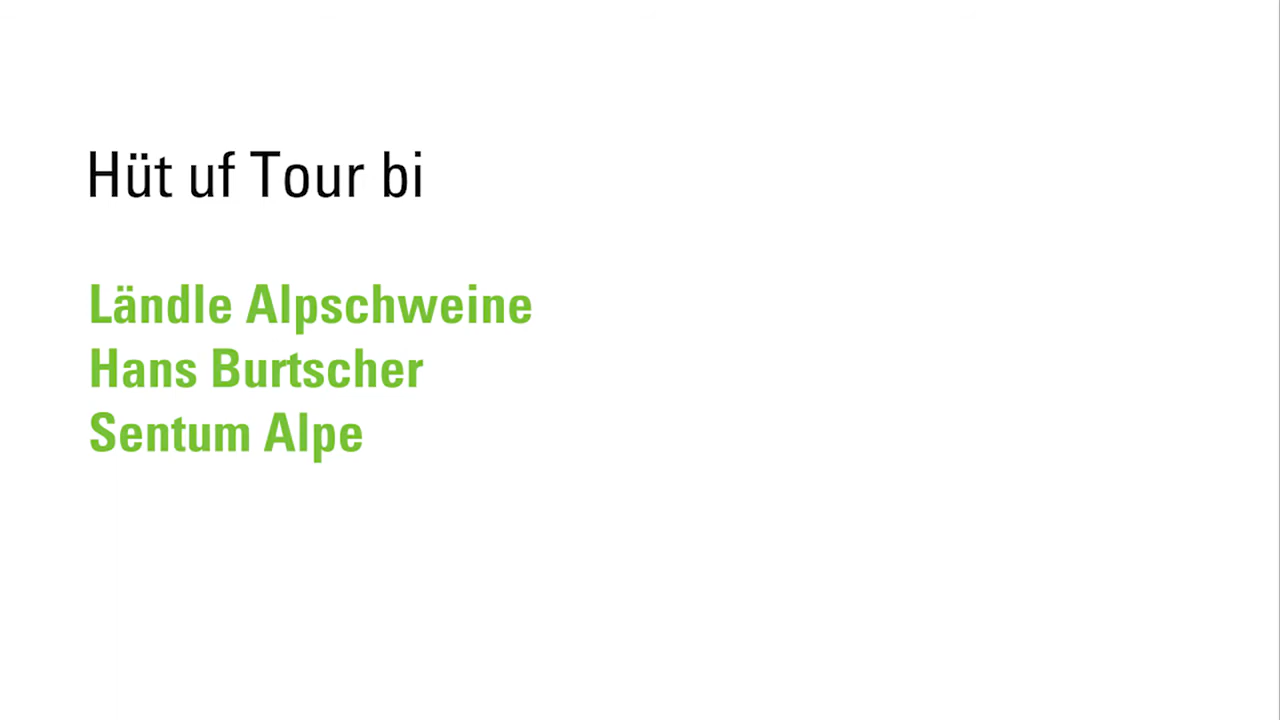 Hüt uf Tour bi
Ländle Alpschweine
Hans Burtscher
Sentum Alpe